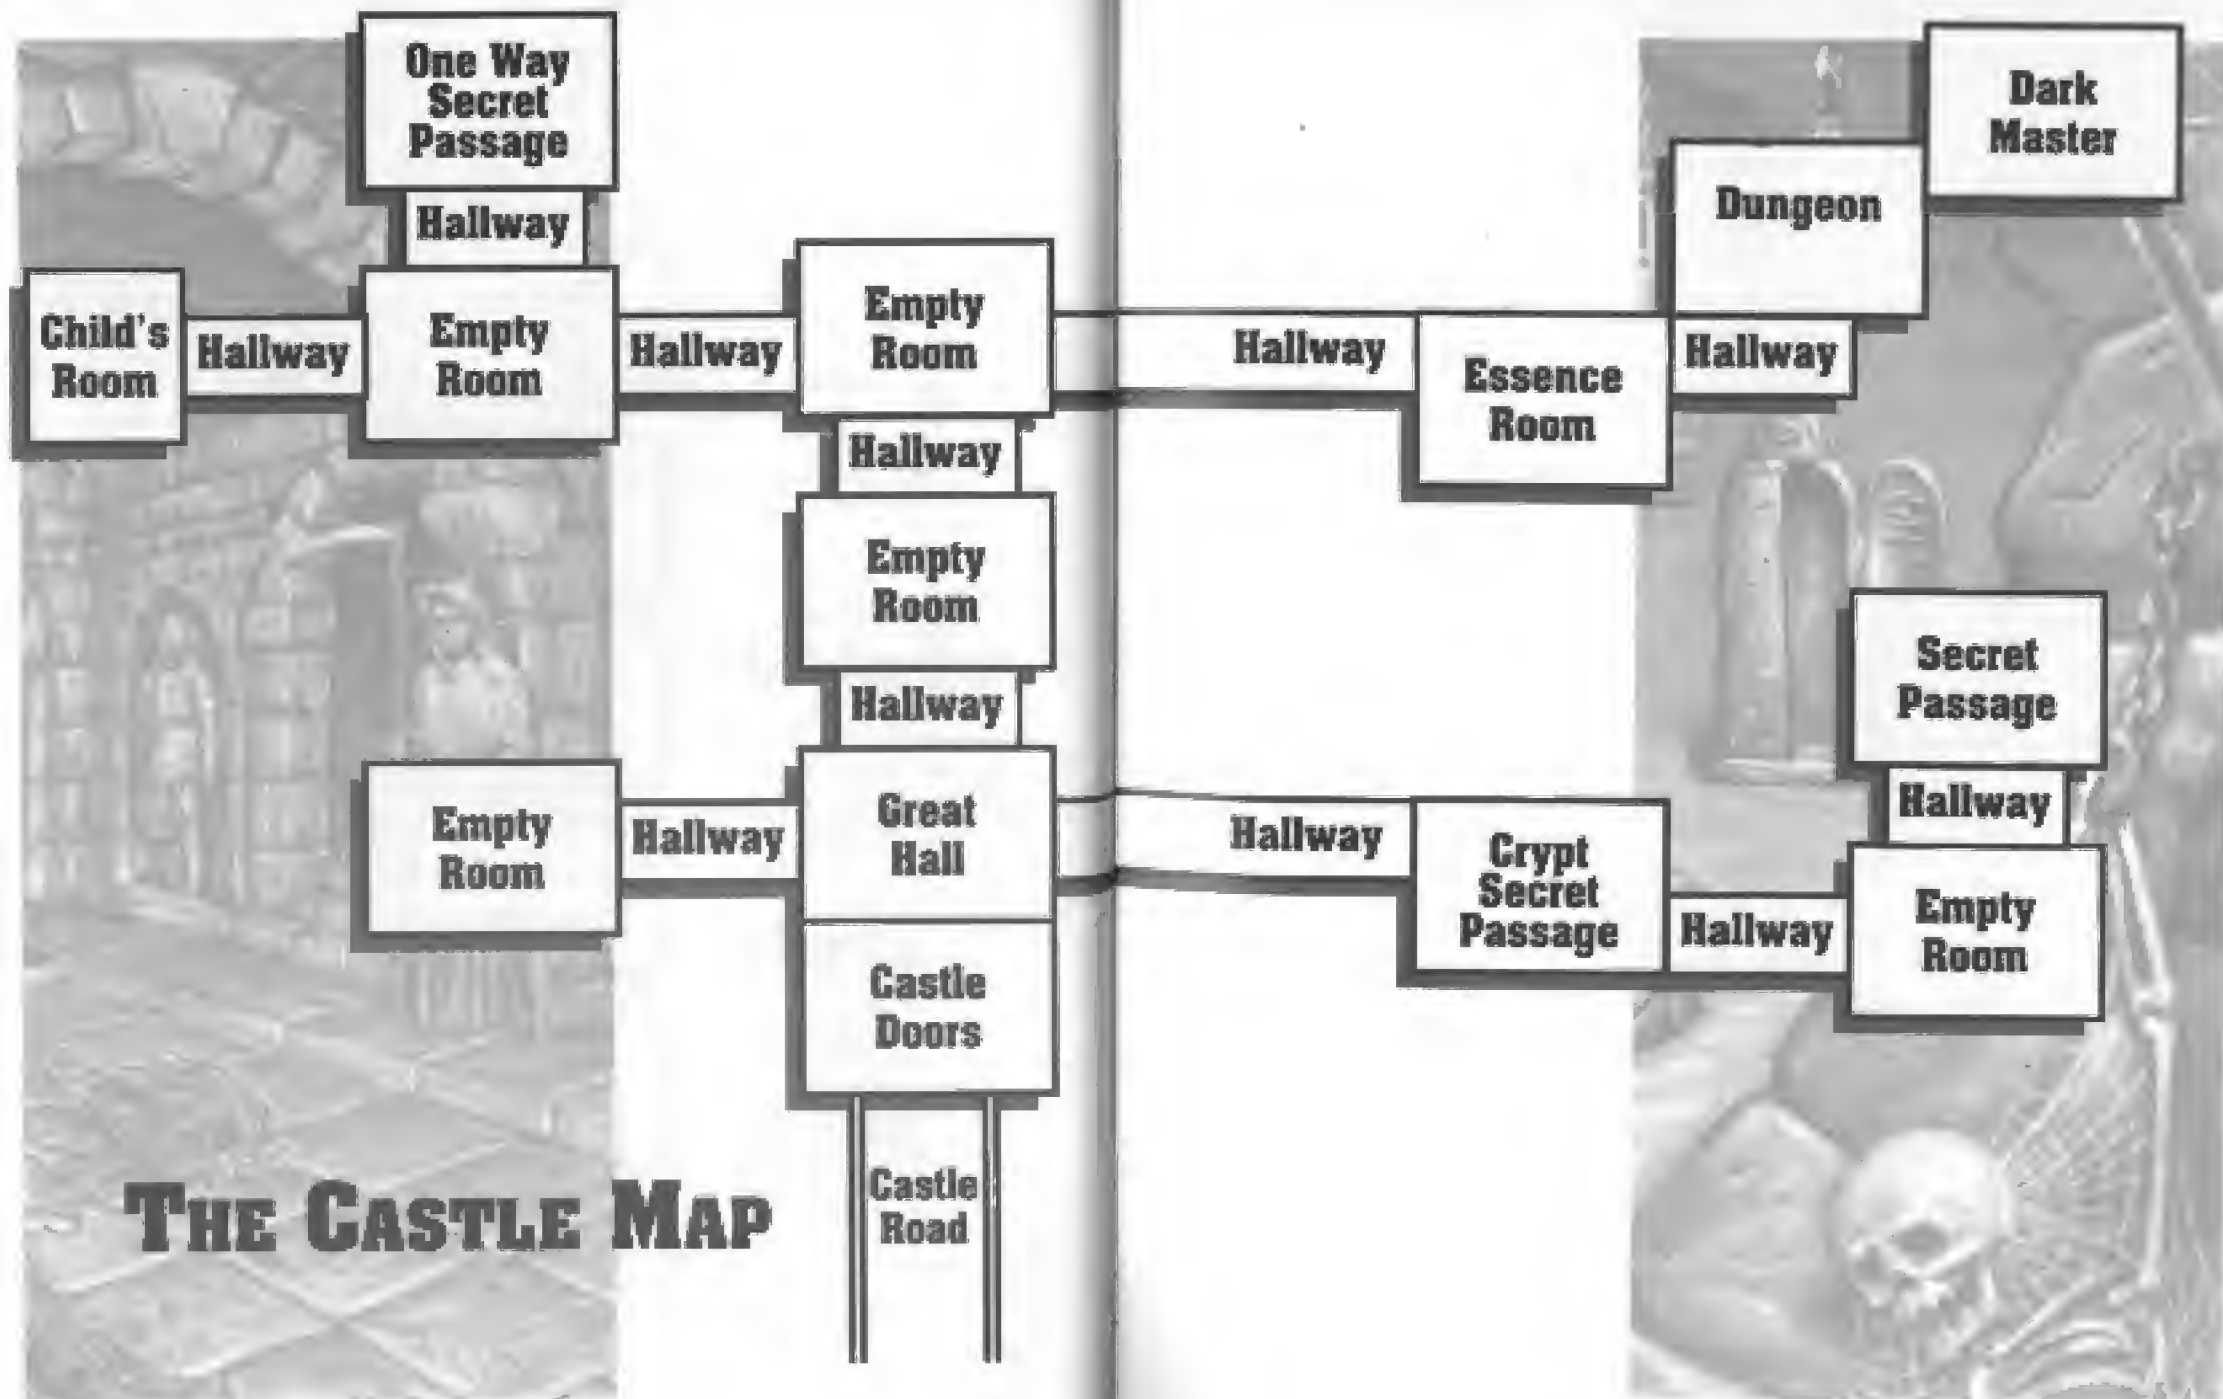 One Way
Secret
Passage
Hallway
Child's
Room
Hallway
Empty
Room
Hallway
Empty
Room
Hallway
Essence
Room
Hallway
Dungeon
Dark
Master
Hallway
Empty
Room
Hallway
Empty
Room
Hallway
Great
Hall
Hallway
Crypt
Secret
Passage
Hallway
Empty
Room
Hallway
Secret
Passage
Castle
Doors
Castle
Road
THE CASTLE MAP